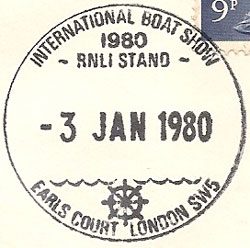 INTERNATIONAL BOAT SHOW
1980
- RNLI STAND -
- 3 JAN 1980
EARLS COURT LONDON SW5
9P